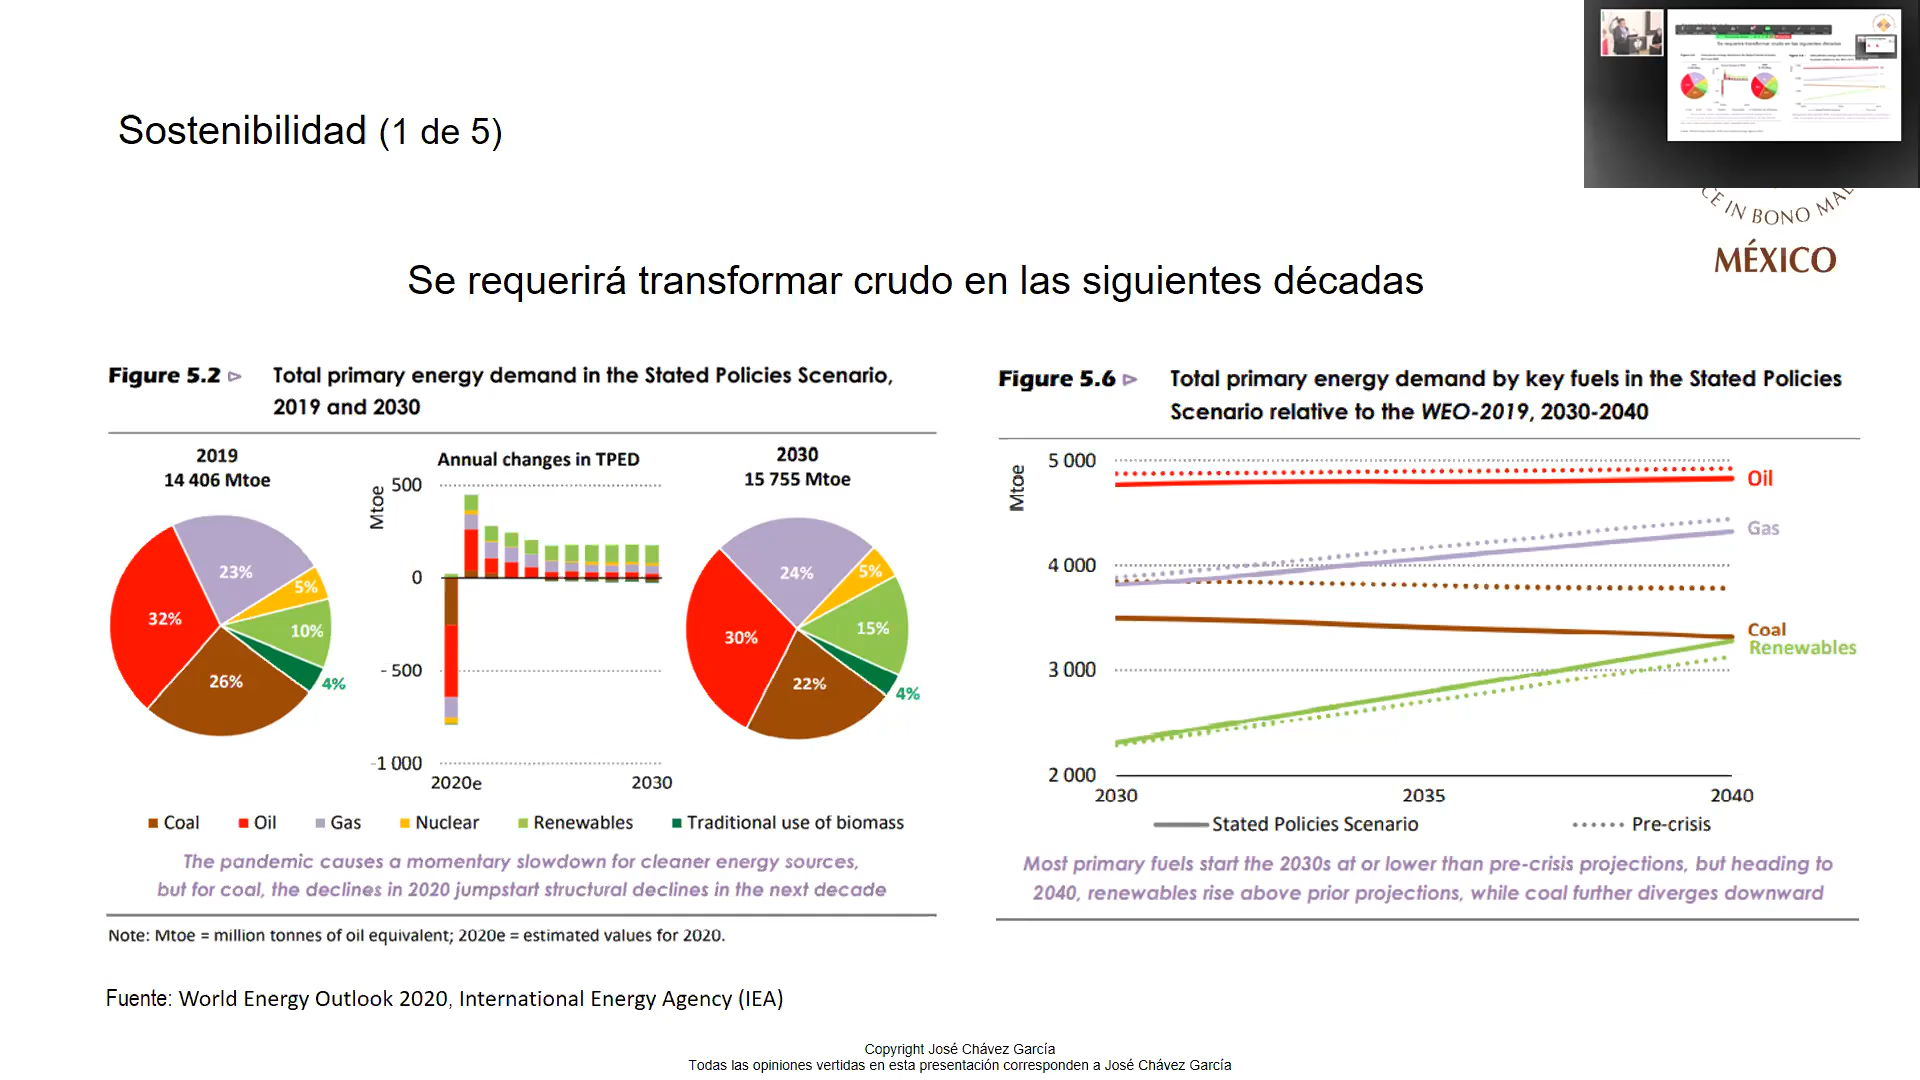 Sostenibilidad (1 de 5)
CE IN BONO MAL
MÉXICO
Se requerirá transformar crudo en las siguientes décadas
Figure 5.2 ▷ Total primary energy demand in the Stated Policies Scenario,
2019 and 2030
2019
14 406 Mtoe
23%
5%
10%
4%
26%
32%
Annual changes in TPED
Mtoe
500
0
- 500
-1 000
2020e 2030
2030
15 755 Mtoe
24%
5%
15%
4%
22%
30%
Coal Oil Gas Nuclear Renewables Traditional use of biomass
The pandemic causes a momentary slowdown for cleaner energy sources,
but for coal, the declines in 2020 jumpstart structural declines in the next decade
Note: Mtoe = million tonnes of oil equivalent; 2020e = estimated values for 2020.
Figure 5.6 ▷ Total primary energy demand by key fuels in the Stated Policies
Scenario relative to the WEO-2019, 2030-2040
Mtoe
5 000
4 000
3 000
2 000
Oil
Gas
Coal
Renewables
2030 2035 2040
Stated Policies Scenario Pre-crisis
Most primary fuels start the 2030s at or lower than pre-crisis projections, but heading to
2040, renewables rise above prior projections, while coal further diverges downward
Fuente: World Energy Outlook 2020, International Energy Agency (IEA)
Copyright José Chávez García
Todas las opiniones vertidas en esta presentación corresponden a José Chávez García